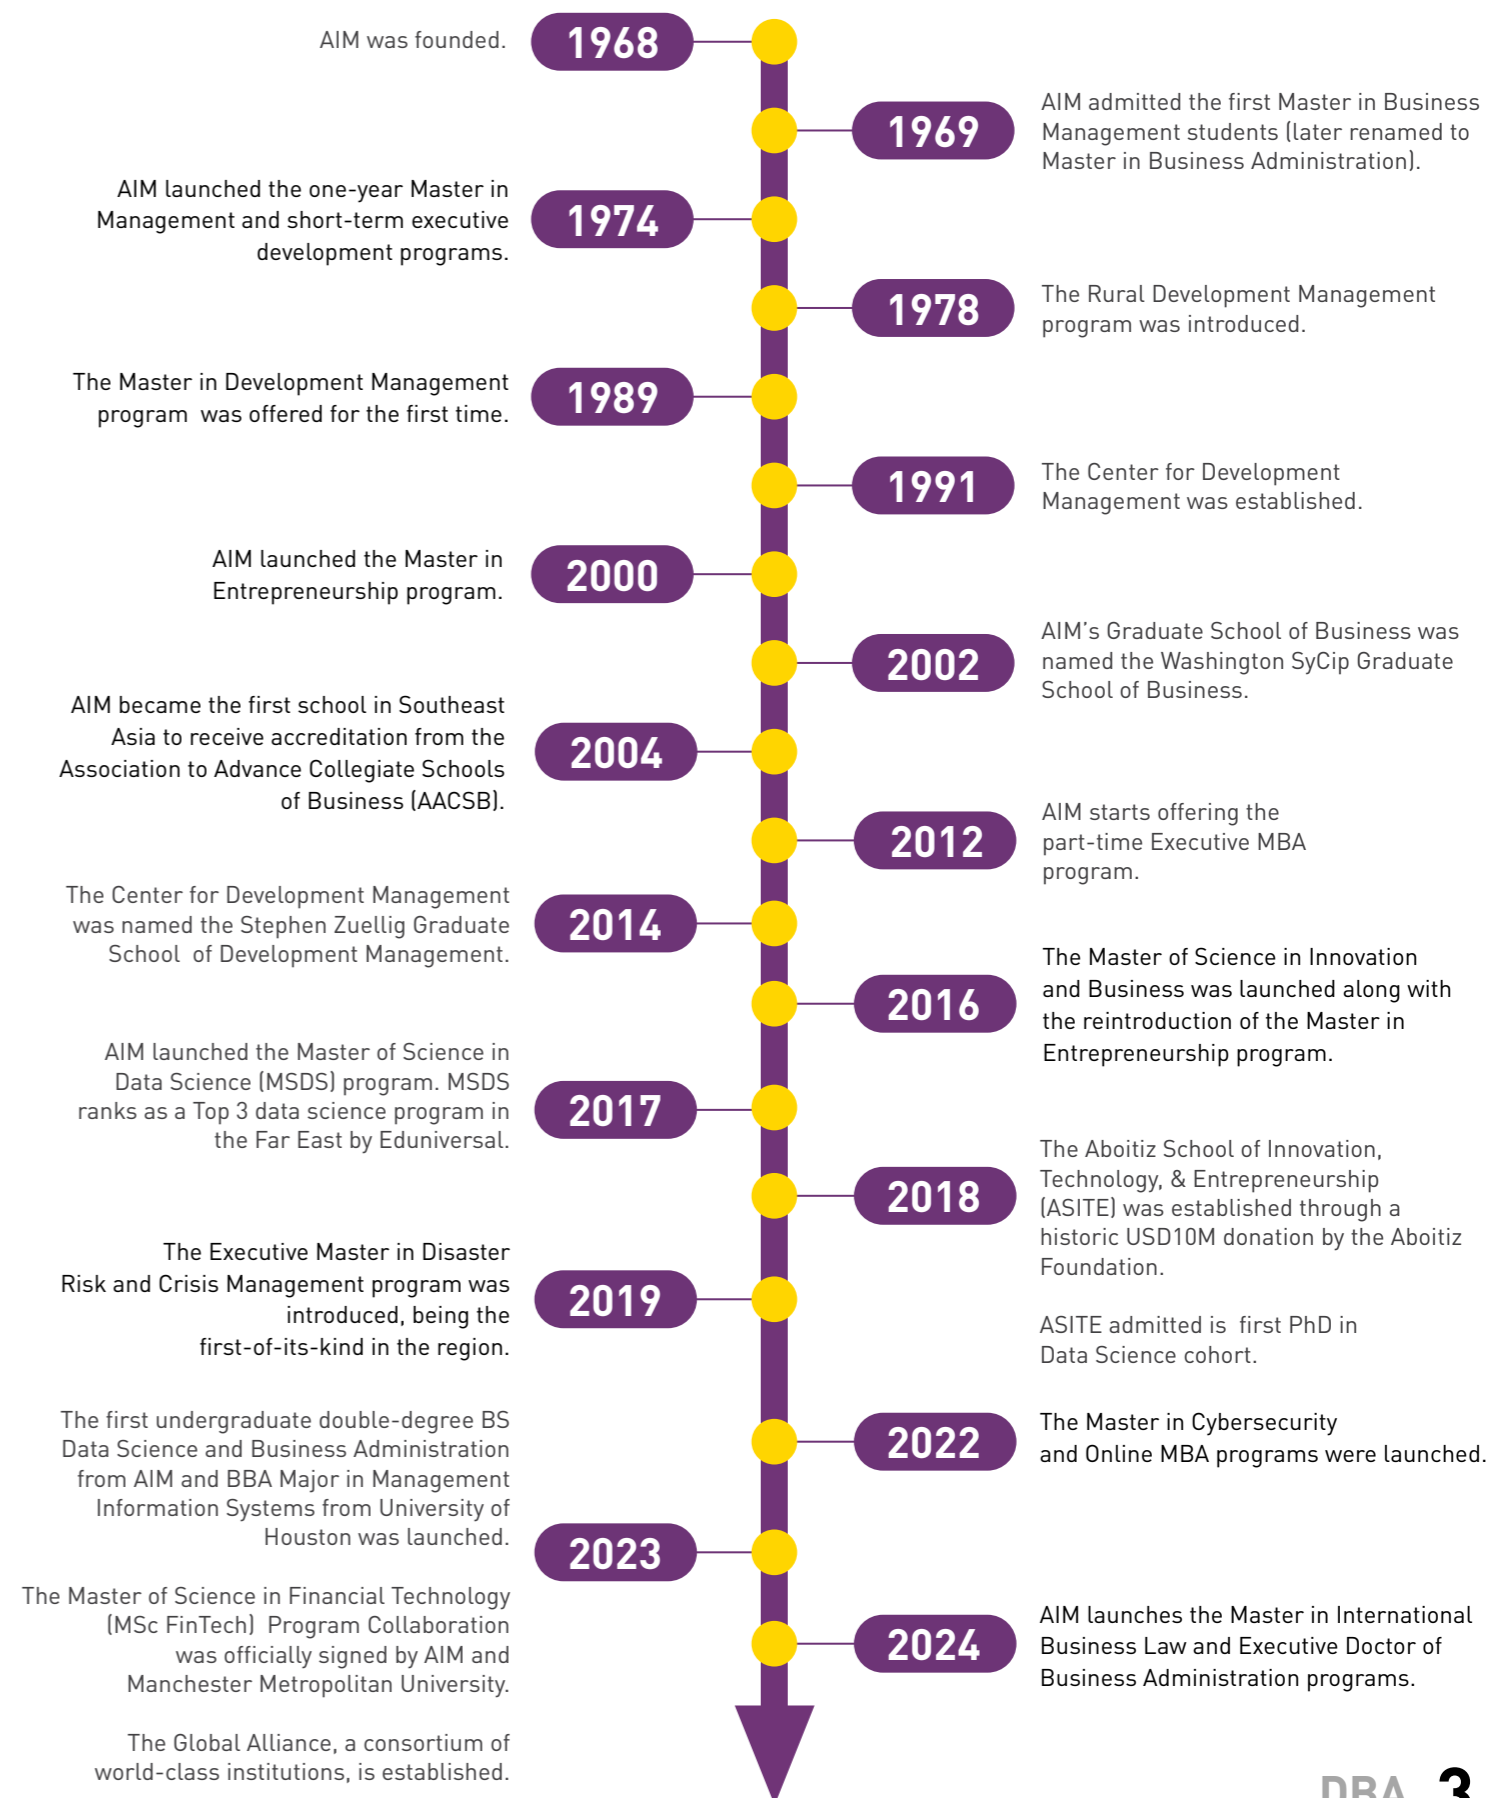 AIM was founded.
1968
1969
AIM admitted the first Master in Business
Management students (later renamed to
Master in Business Administration).
AIM launched the one-year Master in
Management and short-term executive
development programs.
1974
1978
The Rural Development Management
program was introduced.
The Master in Development Management
program  was offered for the first time.
1989
1991
The Center for Development
Management was established.
AIM launched the Master in
Entrepreneurship program.
2000
2002
AIM’s Graduate School of Business was
named the Washington SyCip Graduate
School of Business.
AIM became the first school in Southeast
Asia to receive accreditation from the
Association to Advance Collegiate Schools
of Business (AACSB).
2004
2012
AIM starts offering the
part-time Executive MBA
program.
The Center for Development Management
was named the Stephen Zuellig Graduate
School  of Development Management.
2014
2016
The Master of Science in Innovation
and Business was launched along with
the reintroduction of the Master in
Entrepreneurship program.
AIM launched the Master of Science in
Data Science (MSDS) program. MSDS
ranks as a Top 3 data science program in
the Far East by Eduniversal.
2017
2018
The Aboitiz School of Innovation,
Technology, & Entrepreneurship
(ASITE) was established through a
historic USD10M donation by the Aboitiz
Foundation.
ASITE admitted is  first PhD in
Data Science cohort.
The Executive Master in Disaster
Risk and Crisis Management program was
introduced, being the
first-of-its-kind in the region.
2019
2022
The Master in Cybersecurity
and Online MBA programs were launched.
The first undergraduate double-degree BS
Data Science and Business Administration
from AIM and BBA Major in Management
Information Systems from University of
Houston was launched.
2023
The Master of Science in Financial Technology
(MSc FinTech)  Program Collaboration
was officially signed by AIM and
Manchester Metropolitan University.
The Global Alliance, a consortium of
world-class institutions, is established.
2024
AIM launches the Master in International
Business Law and Executive Doctor of
Business Administration programs.
DBA 3